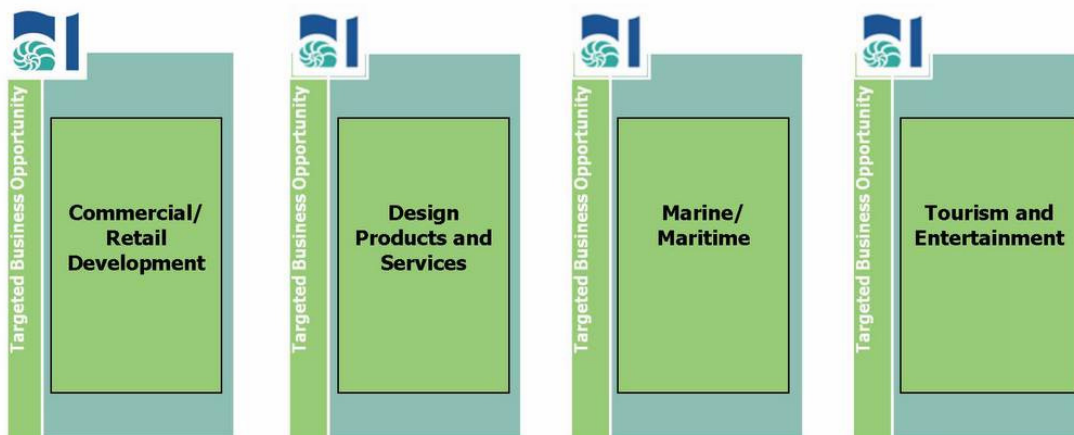 Targeted Business Opportunity
Commercial/
Retail
Development
Targeted Business Opportunity
Design
Products and
Services
Targeted Business Opportunity
Marine/
Maritime
Targeted Business Opportunity
Tourism and
Entertainment